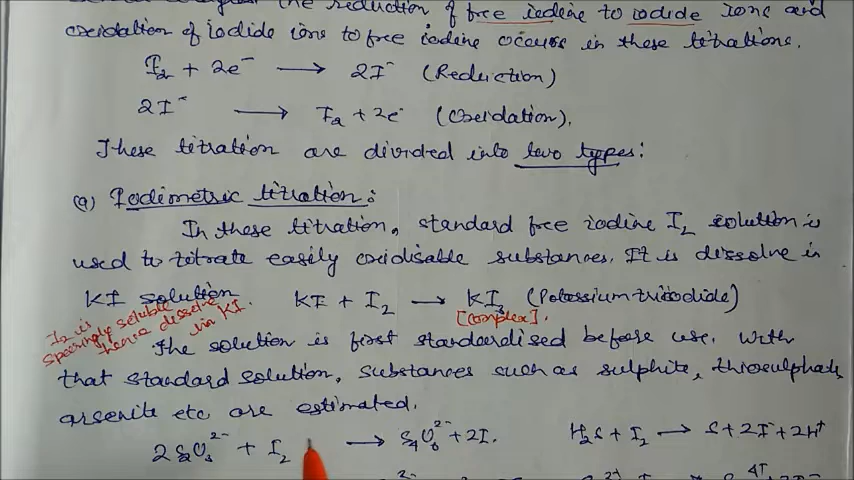 the reduction of free iodine to iodide ions and
oxidation of iodide ions to free iodine occurs in these titrations.
I₂ + 2e⁻ → 2I⁻ (Reduction)
2I⁻ → I₂ + 2e⁻ (Oxidation).
These titration are divided into two types:
(a) Iodimetric titration:
In these titration, standard free iodine I₂ solution is
used to titrate easily oxidisable substances. It is dissolve in
KI solution. KI + I₂ → KI₃ (Potassium triiodide)
[Complex].
I₂ is
sparingly soluble
hence dissolve
in KI
The solution is first standardised before use. With
that standard solution, substances such as sulphite, thiosulphate,
arsenite etc are estimated.
2S₂O₃²⁻ + I₂ → S₄O₆²⁻ + 2I. H₂S + I₂ → S + 2I⁻ + 2H⁺